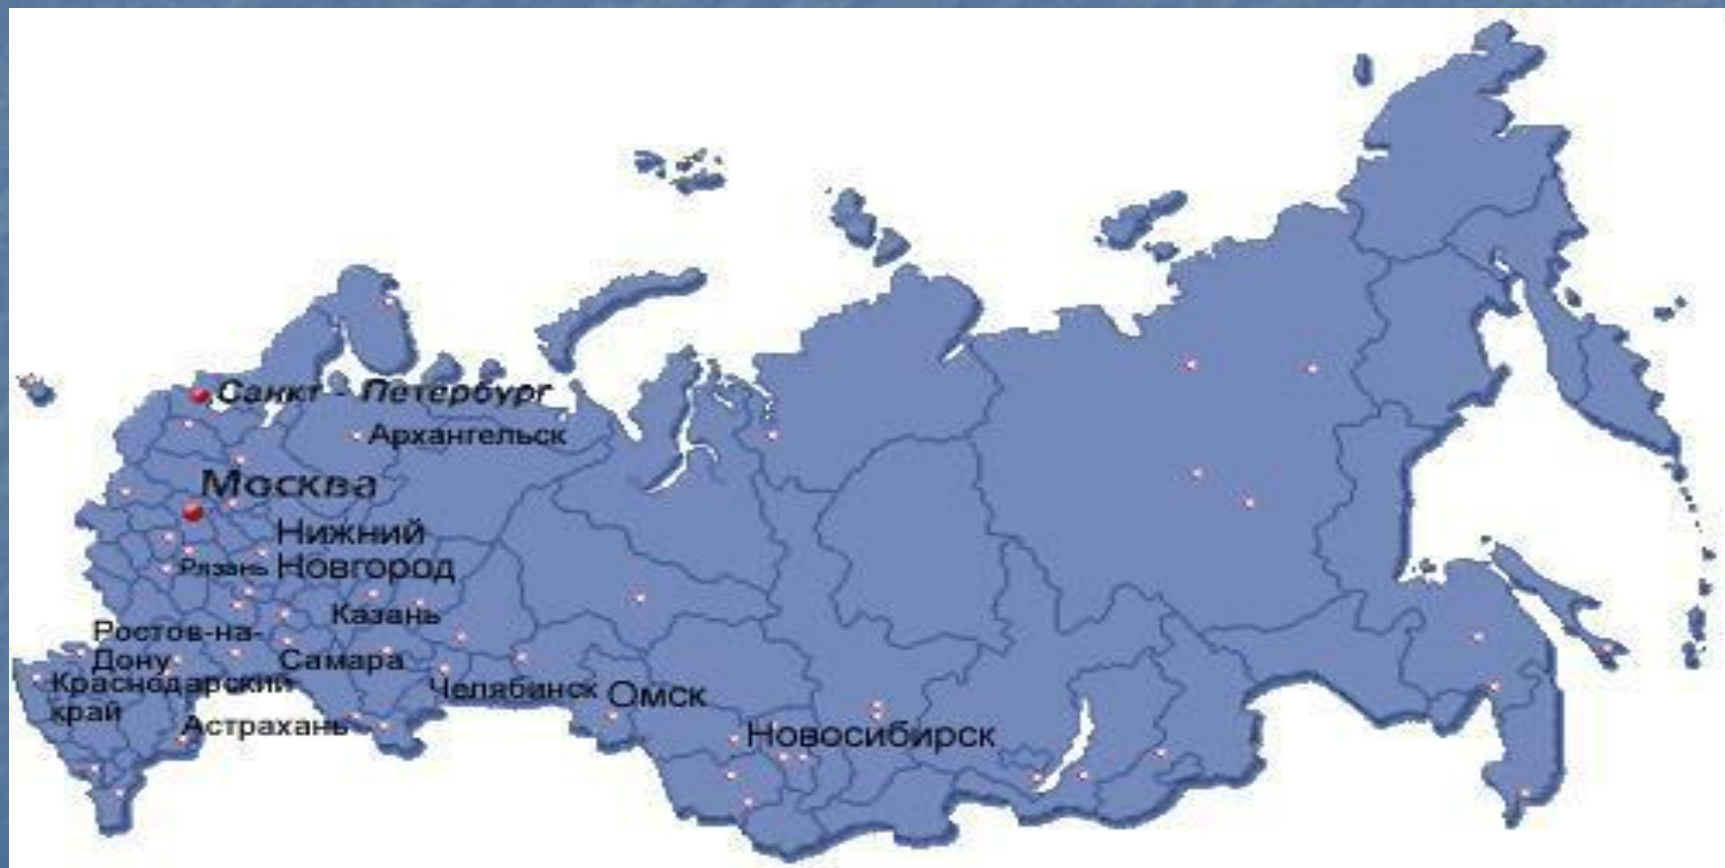 Санкт - Петербург
Архангельск
Москва
Нижний
Рязань Новгород
Казань
Ростов-на-
Дону
Самара
Краснодарский
край
Челябинск
Омск
Астрахань
Новосибирск